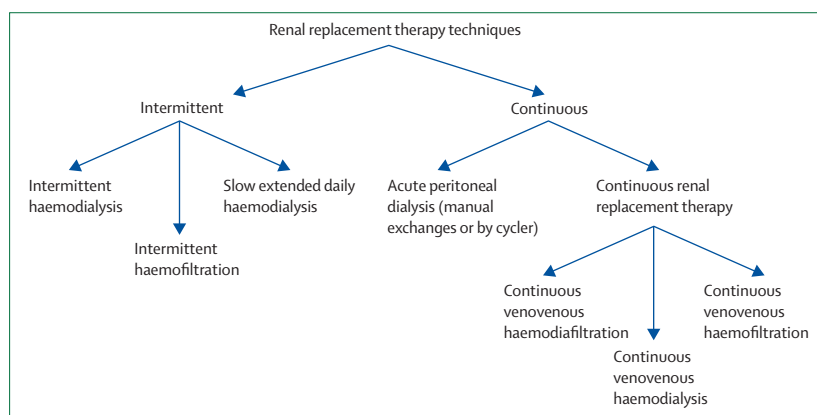 Renal replacement therapy techniques
Intermittent
Continuous
Intermittent
haemodialysis
Intermittent
haemofiltration
Slow extended daily
haemodialysis
Acute peritoneal
dialysis (manual
exchanges or by cycler)
Continuous renal
replacement therapy
Continuous
venovenous
haemodiafiltration
Continuous
venovenous
haemodialysis
Continuous
venovenous
haemofiltration